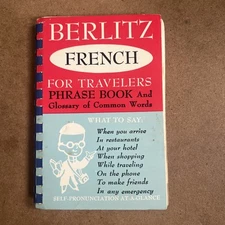 BERLITZ
FRENCH
FOR TRAVELERS
PHRASE BOOK And
Glossary of Common Words
WHAT TO SAY:
When you arrive
In restaurants
At your hotel
When shopping
While traveling
On the phone
To make friends
In any emergency
SELF-PRONUNCIATION AT-A-GLANCE